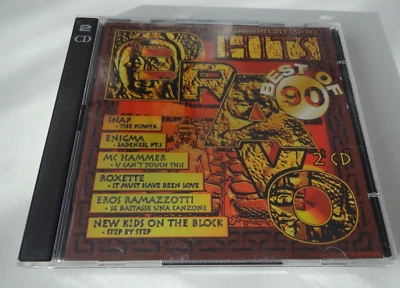 2
CD
BRAVO
HITS
BEST OF
90
2 CD
SNAP
• THE POWER
ENIGMA
• SADENESS, PT.I
MC HAMMER
• U CAN'T TOUCH THIS
ROXETTE
• IT MUST HAVE BEEN LOVE
EROS RAMAZZOTTI
• SE BASTASSE UNA CANZONE
NEW KIDS ON THE BLOCK
• STEP BY STEP